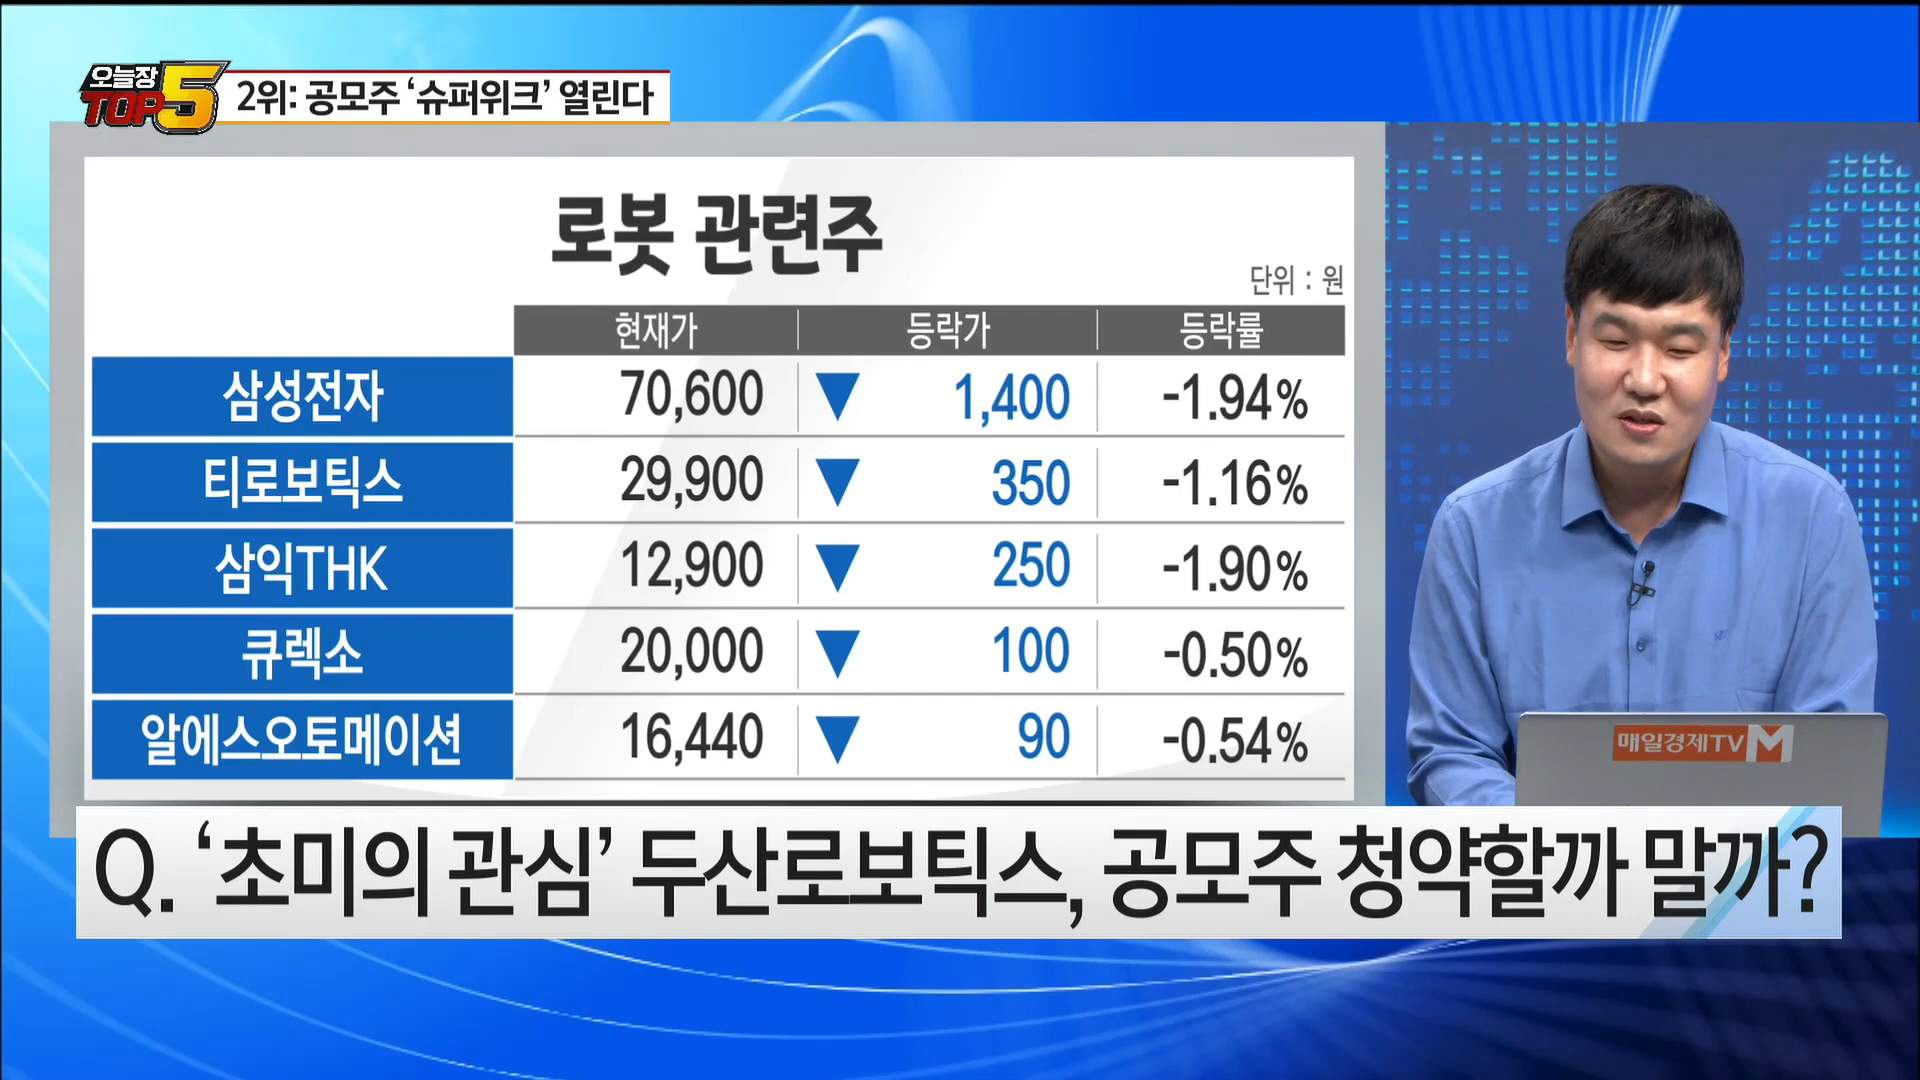 오늘장
TOP5
2위: 공모주 ‘슈퍼위크’ 열린다
로봇 관련주
단위 : 원
현재가 등락가 등락률
삼성전자 70,600 ▼ 1,400 -1.94%
티로보틱스 29,900 ▼ 350 -1.16%
삼익THK 12,900 ▼ 250 -1.90%
큐렉소 20,000 ▼ 100 -0.50%
알에스오토메이션 16,440 ▼ 90 -0.54%
매일경제TV M
Q. ‘초미의 관심’ 두산로보틱스, 공모주 청약할까 말까?